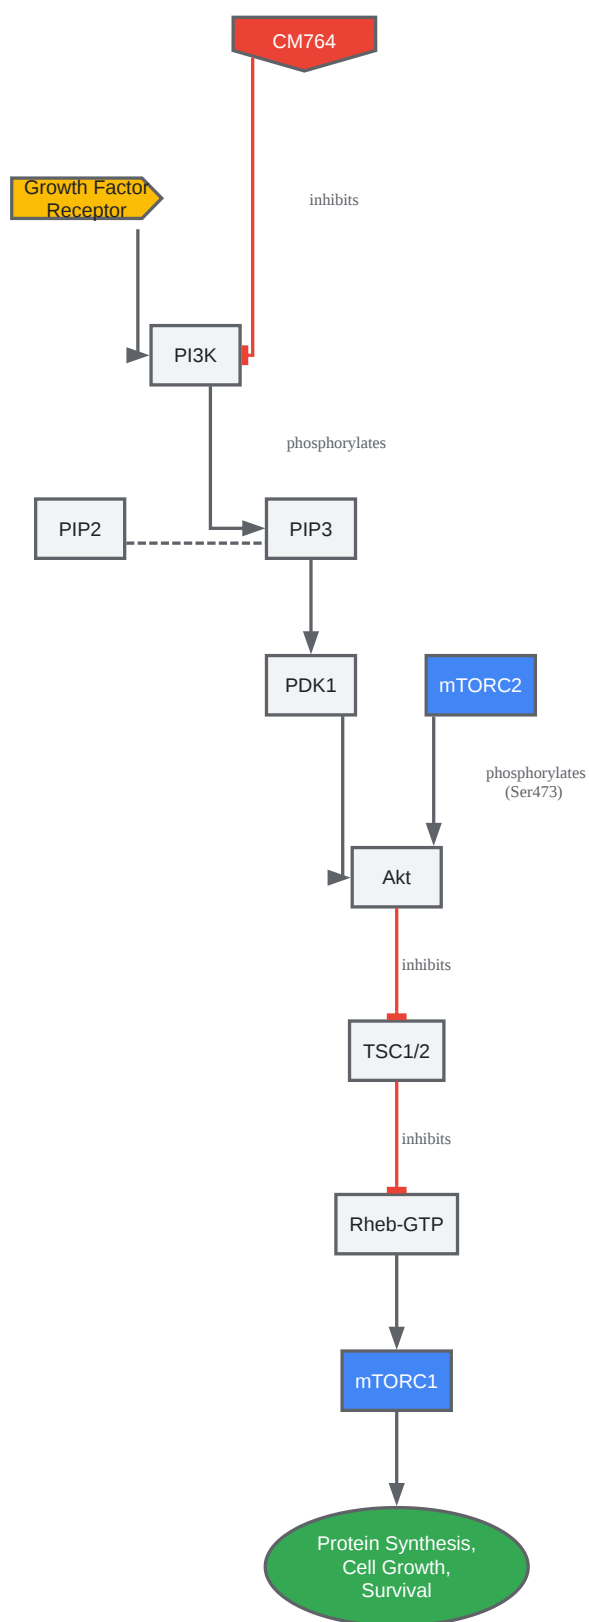 CM764
Growth Factor
Receptor
inhibits
PI3K
phosphorylates
PIP2
PIP3
PDK1
mTORC2
phosphorylates
(Ser473)
Akt
inhibits
TSC1/2
inhibits
Rheb-GTP
mTORC1
Protein Synthesis,
Cell Growth,
Survival